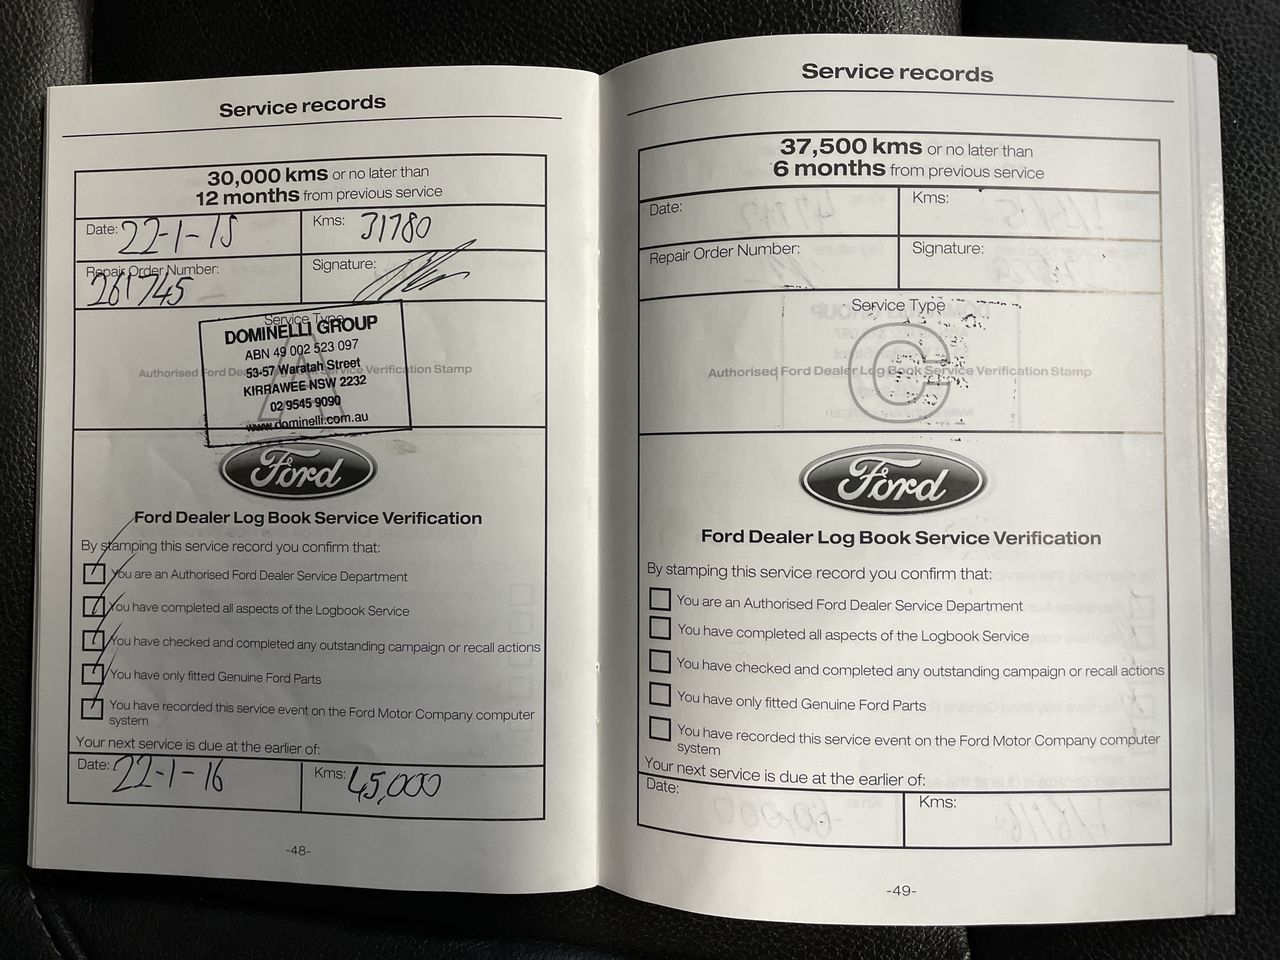 Service records
30,000 kms or no later than
12 months from previous service
Date: 22-1-15
Kms: 31780
Repair Order Number:
261745
Signature:
Service Type
A
Authorised Ford Dealer Log Book Service Verification Stamp
DOMINELLI GROUP
ABN 49 002 523 097
53-57 Waratah Street
KIRRAWEE NSW 2232
02 9545 9090
www.dominelli.com.au
Ford
Ford Dealer Log Book Service Verification
By stamping this service record you confirm that:
You are an Authorised Ford Dealer Service Department
You have completed all aspects of the Logbook Service
You have checked and completed any outstanding campaign or recall actions
You have only fitted Genuine Ford Parts
You have recorded this service event on the Ford Motor Company computer
system
Your next service is due at the earlier of:
Date: 22-1-16
Kms: 45,000
-48-
Service records
37,500 kms or no later than
6 months from previous service
Date:
Kms:
Repair Order Number:
Signature:
Service Type
C
Authorised Ford Dealer Log Book Service Verification Stamp
Ford
Ford Dealer Log Book Service Verification
By stamping this service record you confirm that:
You are an Authorised Ford Dealer Service Department
You have completed all aspects of the Logbook Service
You have checked and completed any outstanding campaign or recall actions
You have only fitted Genuine Ford Parts
You have recorded this service event on the Ford Motor Company computer
system
Your next service is due at the earlier of:
Date:
Kms:
-49-